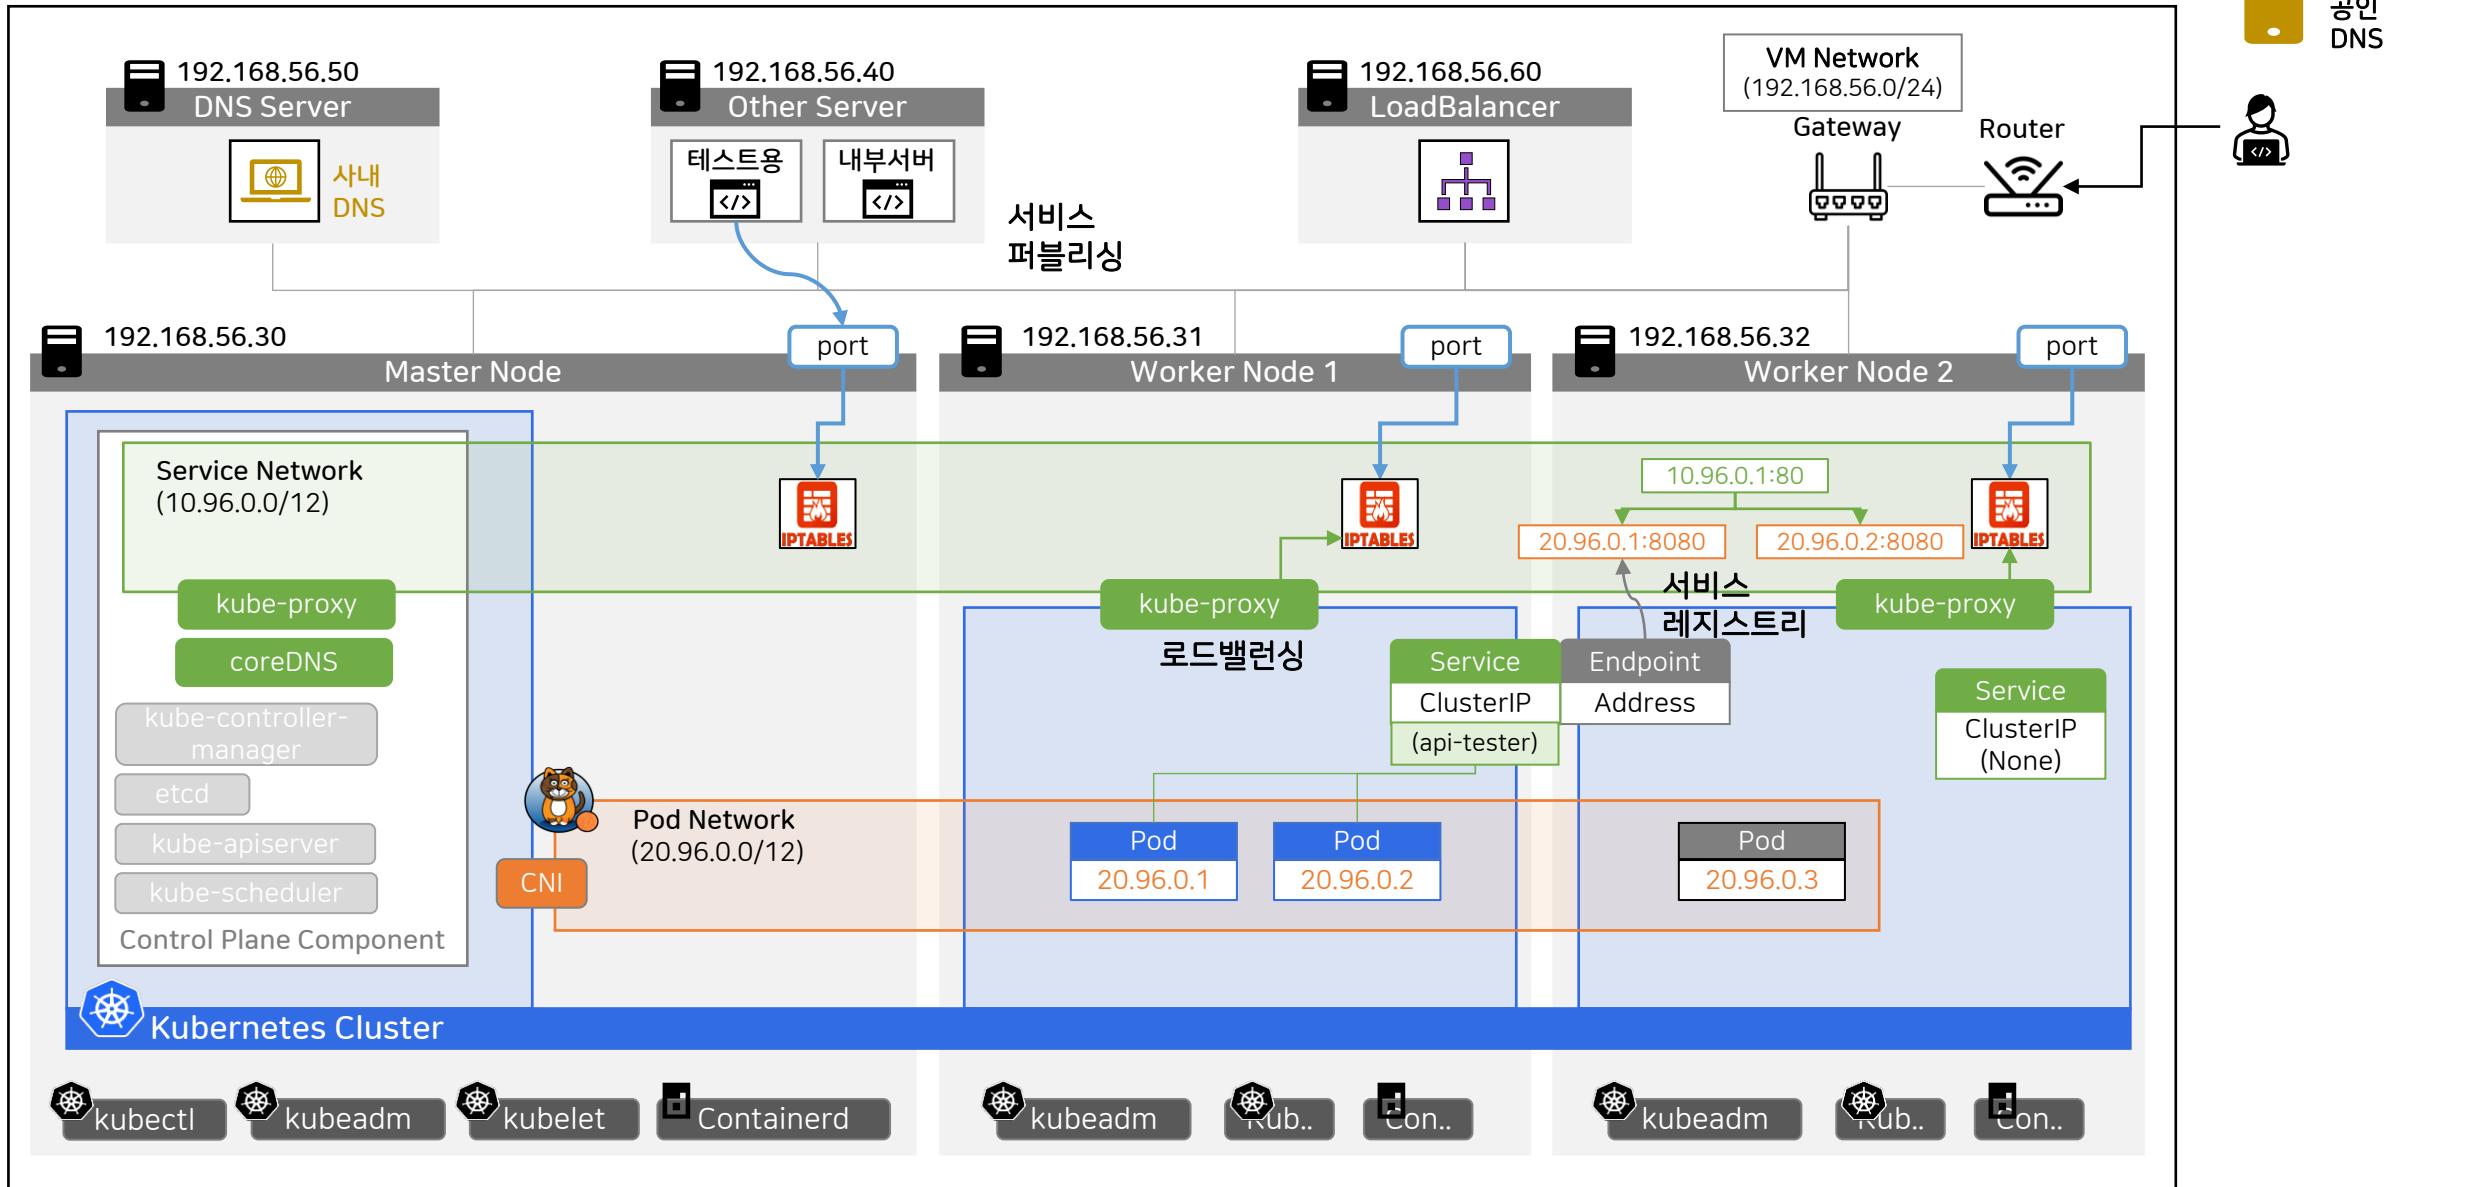 공인
DNS
VM Network
(192.168.56.0/24)
192.168.56.50
DNS Server
사내
DNS
192.168.56.40
Other Server
테스트용
내부서버
서비스
퍼블리싱
192.168.56.60
LoadBalancer
Gateway
Router
192.168.56.30
Master Node
port
192.168.56.31
Worker Node 1
port
192.168.56.32
Worker Node 2
port
Service Network
(10.96.0.0/12)
IPTABLES
IPTABLES
10.96.0.1:80
20.96.0.1:8080
20.96.0.2:8080
IPTABLES
서비스
레지스트리
kube-proxy
kube-proxy
kube-proxy
로드밸런싱
coreDNS
Service
ClusterIP
(api-tester)
Endpoint
Address
Service
ClusterIP
(None)
kube-controller-
manager
etcd
kube-apiserver
kube-scheduler
Control Plane Component
CNI
Pod Network
(20.96.0.0/12)
Pod
20.96.0.1
Pod
20.96.0.2
Pod
20.96.0.3
Kubernetes Cluster
kubectl
kubeadm
kubelet
Containerd
kubeadm
Kub..
Con..
kubeadm
Kub..
Con..